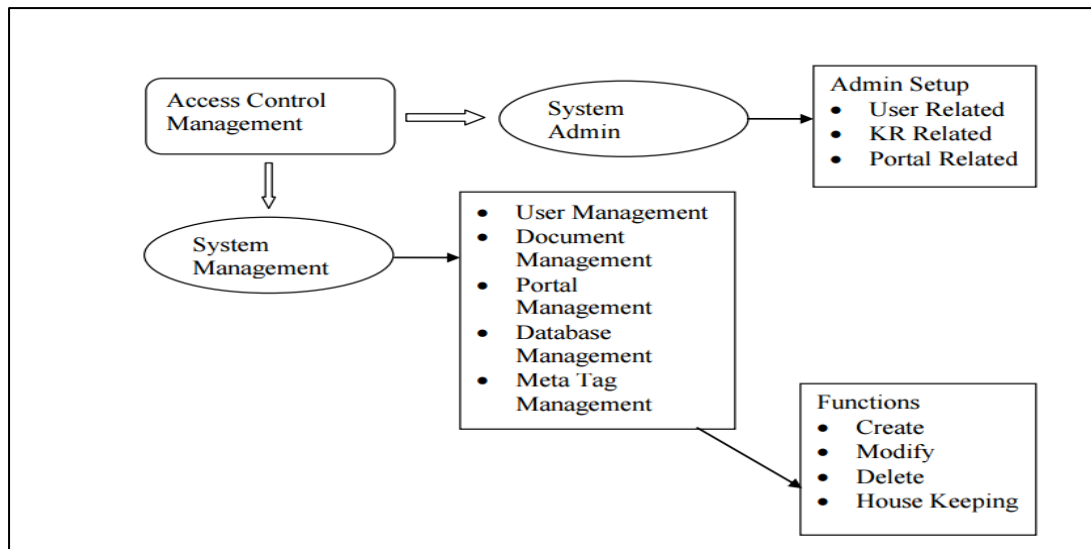 Access Control
Management
System
Admin
Admin Setup
• User Related
• KR Related
• Portal Related
System
Management
• User Management
• Document
Management
• Portal
Management
• Database
Management
• Meta Tag
Management
Functions
• Create
• Modify
• Delete
• House Keeping